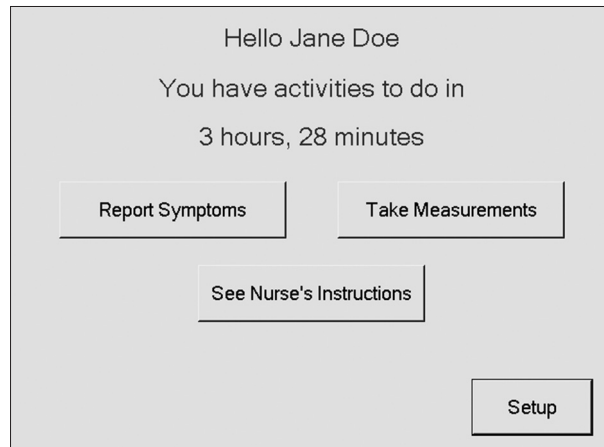 Hello Jane Doe
You have activities to do in
3 hours, 28 minutes
Report Symptoms
Take Measurements
See Nurse's Instructions
Setup